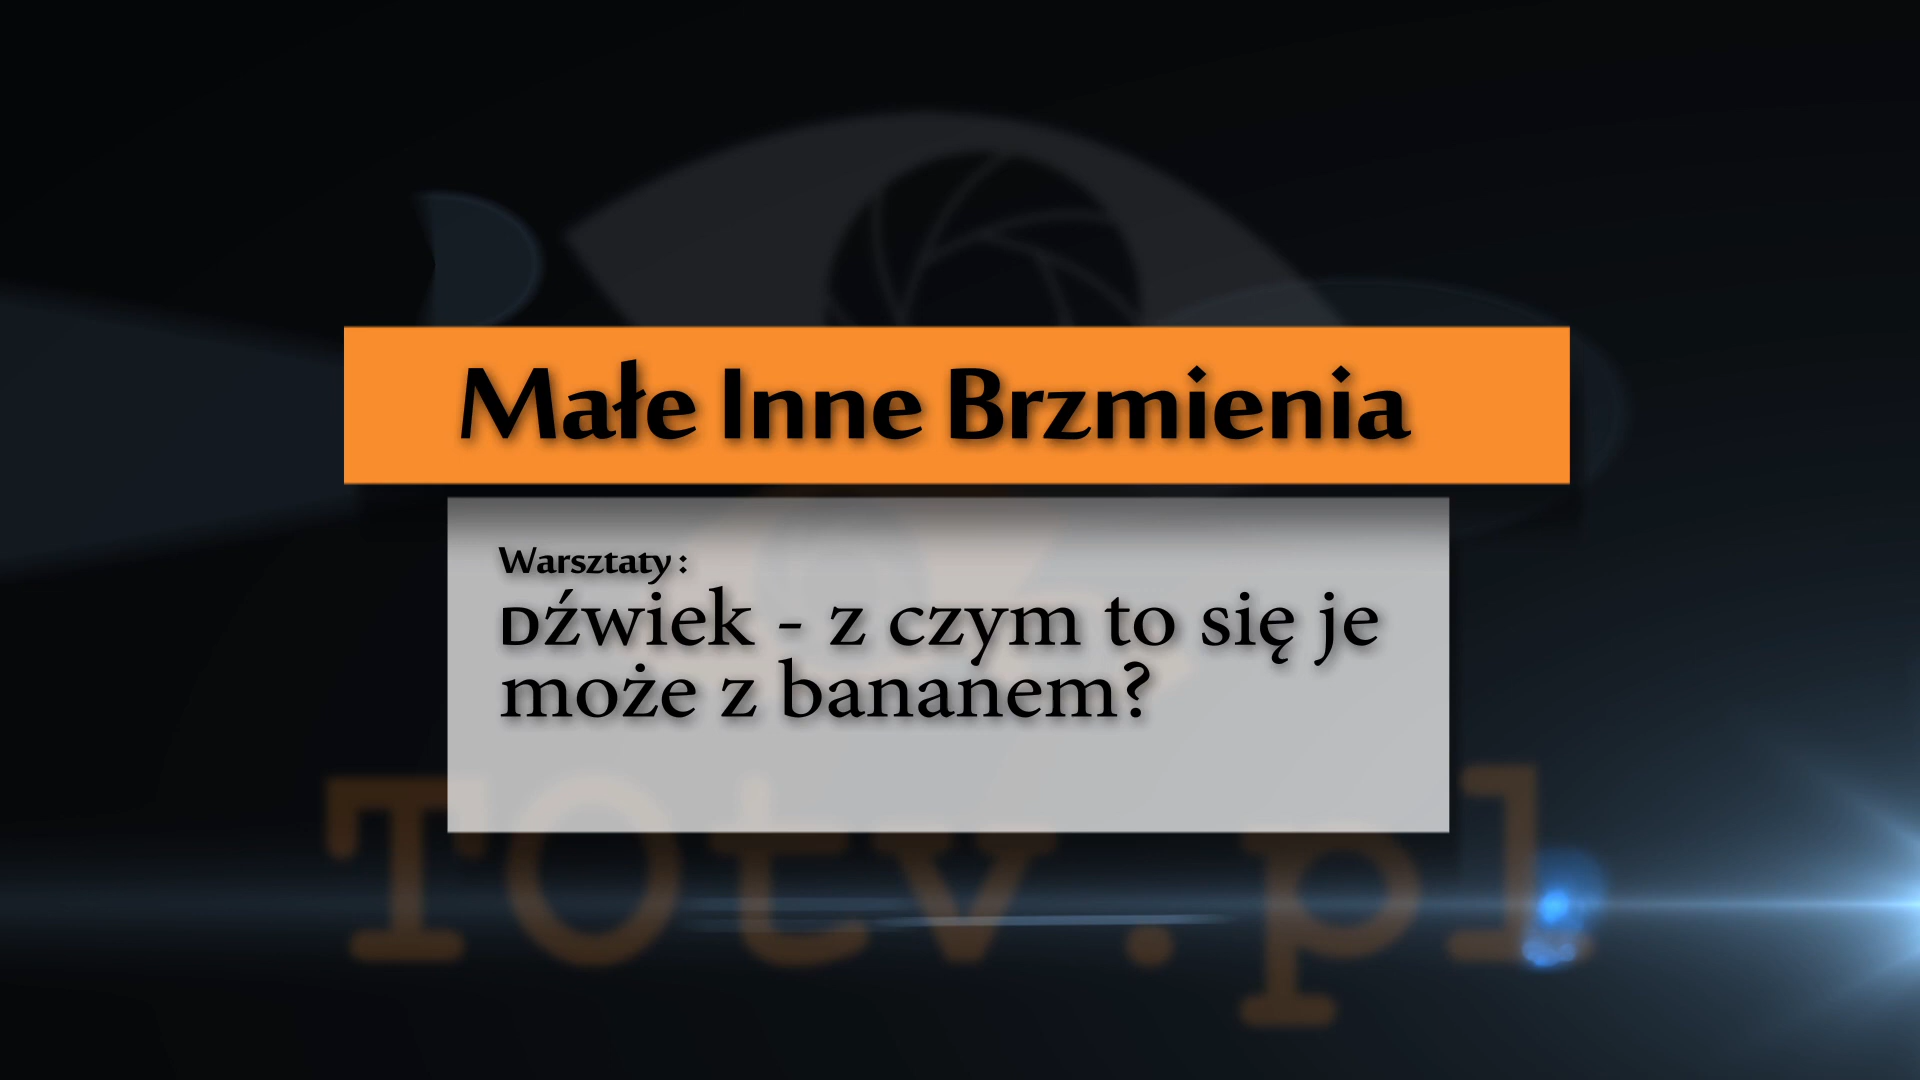 Małe Inne Brzmienia
Warsztaty:
Dźwiek - z czym to się je
może z bananem?
TOtv.pl